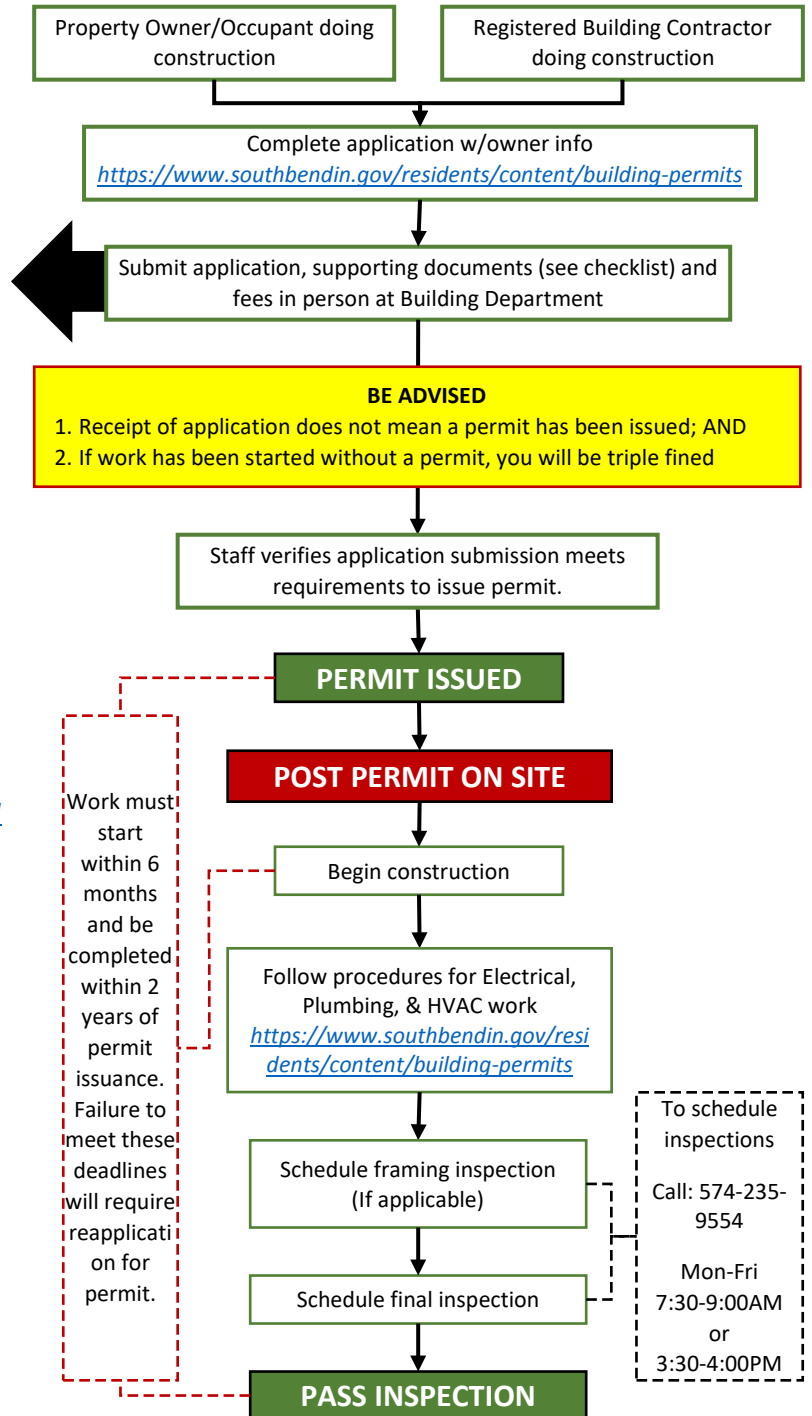 Property Owner/Occupant doing
construction
Registered Building Contractor
doing construction
Complete application w/owner info
https://www.southbendin.gov/residents/content/building-permits
Submit application, supporting documents (see checklist) and
fees in person at Building Department
BE ADVISED
1. Receipt of application does not mean a permit has been issued; AND
2. If work has been started without a permit, you will be triple fined
Staff verifies application submission meets
requirements to issue permit.
PERMIT ISSUED
POST PERMIT ON SITE
Work must
start
within 6
months
and be
completed
within 2
years of
permit
issuance.
Failure to
meet these
deadlines
will require
reapplicati
on for
permit.
Begin construction
Follow procedures for Electrical,
Plumbing, & HVAC work
https://www.southbendin.gov/resi
dents/content/building-permits
Schedule framing inspection
(If applicable)
Schedule final inspection
To schedule
inspections
Call: 574-235-
9554
Mon-Fri
7:30-9:00AM
or
3:30-4:00PM
PASS INSPECTION